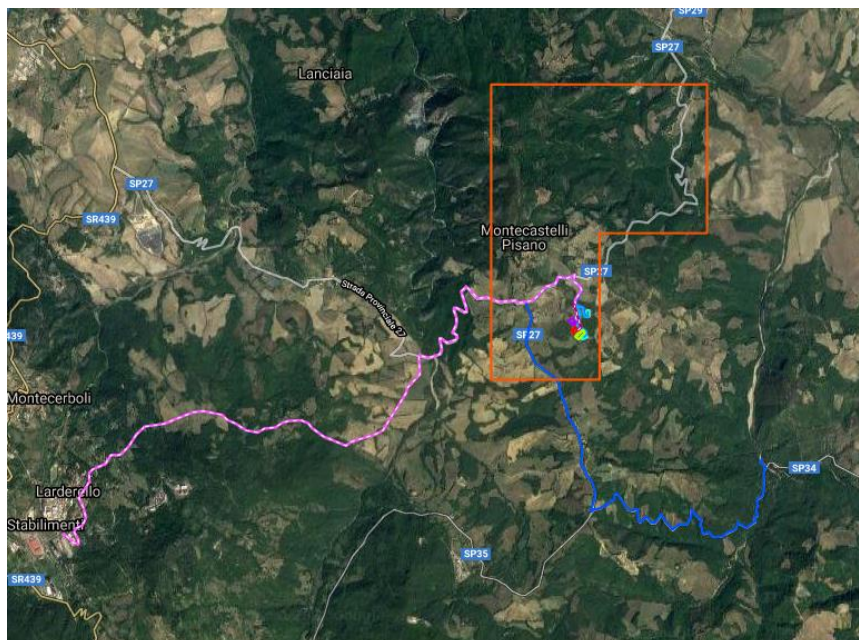 SP29
SP27
Lanciaia
SP27
SR439
Montecastelli
Pisano
SP27
Strada Provinciale 27
439
SP27
Montecerboli
SP34
Larderello
Stabilimenti
SP35
SR439